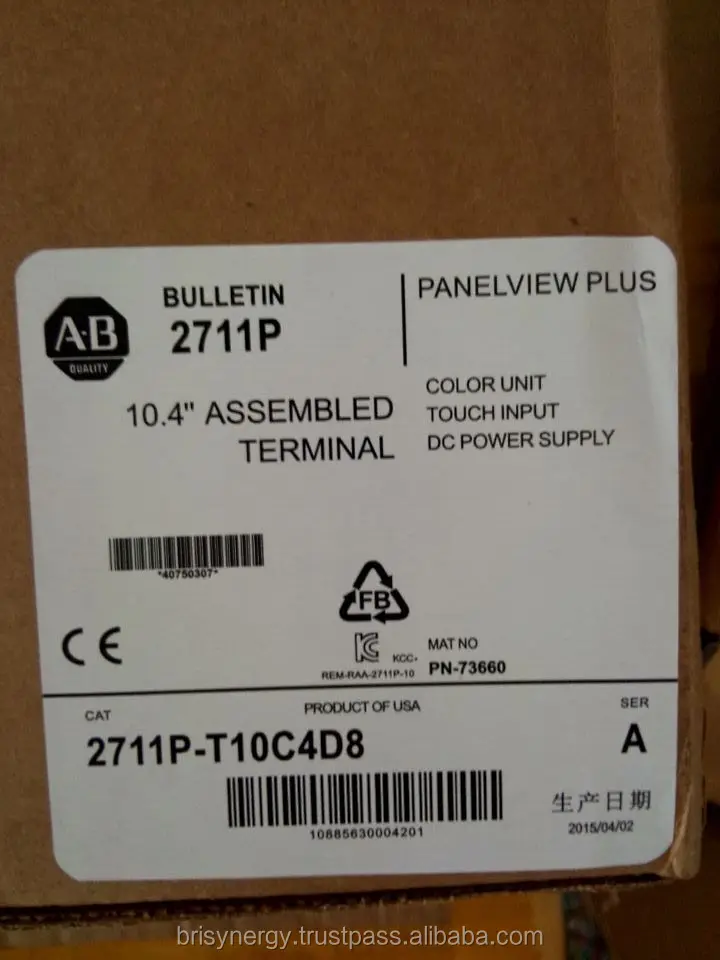 A·B
QUALITY
BULLETIN
2711P
PANELVIEW PLUS
10.4" ASSEMBLED
TERMINAL
COLOR UNIT
TOUCH INPUT
DC POWER SUPPLY
*40750307*
FB
CE
KCC-
REM-RAA-2711P-10
MAT NO
PN-73660
CAT
PRODUCT OF USA
SER
2711P-T10C4D8
A
10885630004201
生产日期
2015/04/02
brisynergy.trustpass.alibaba.com